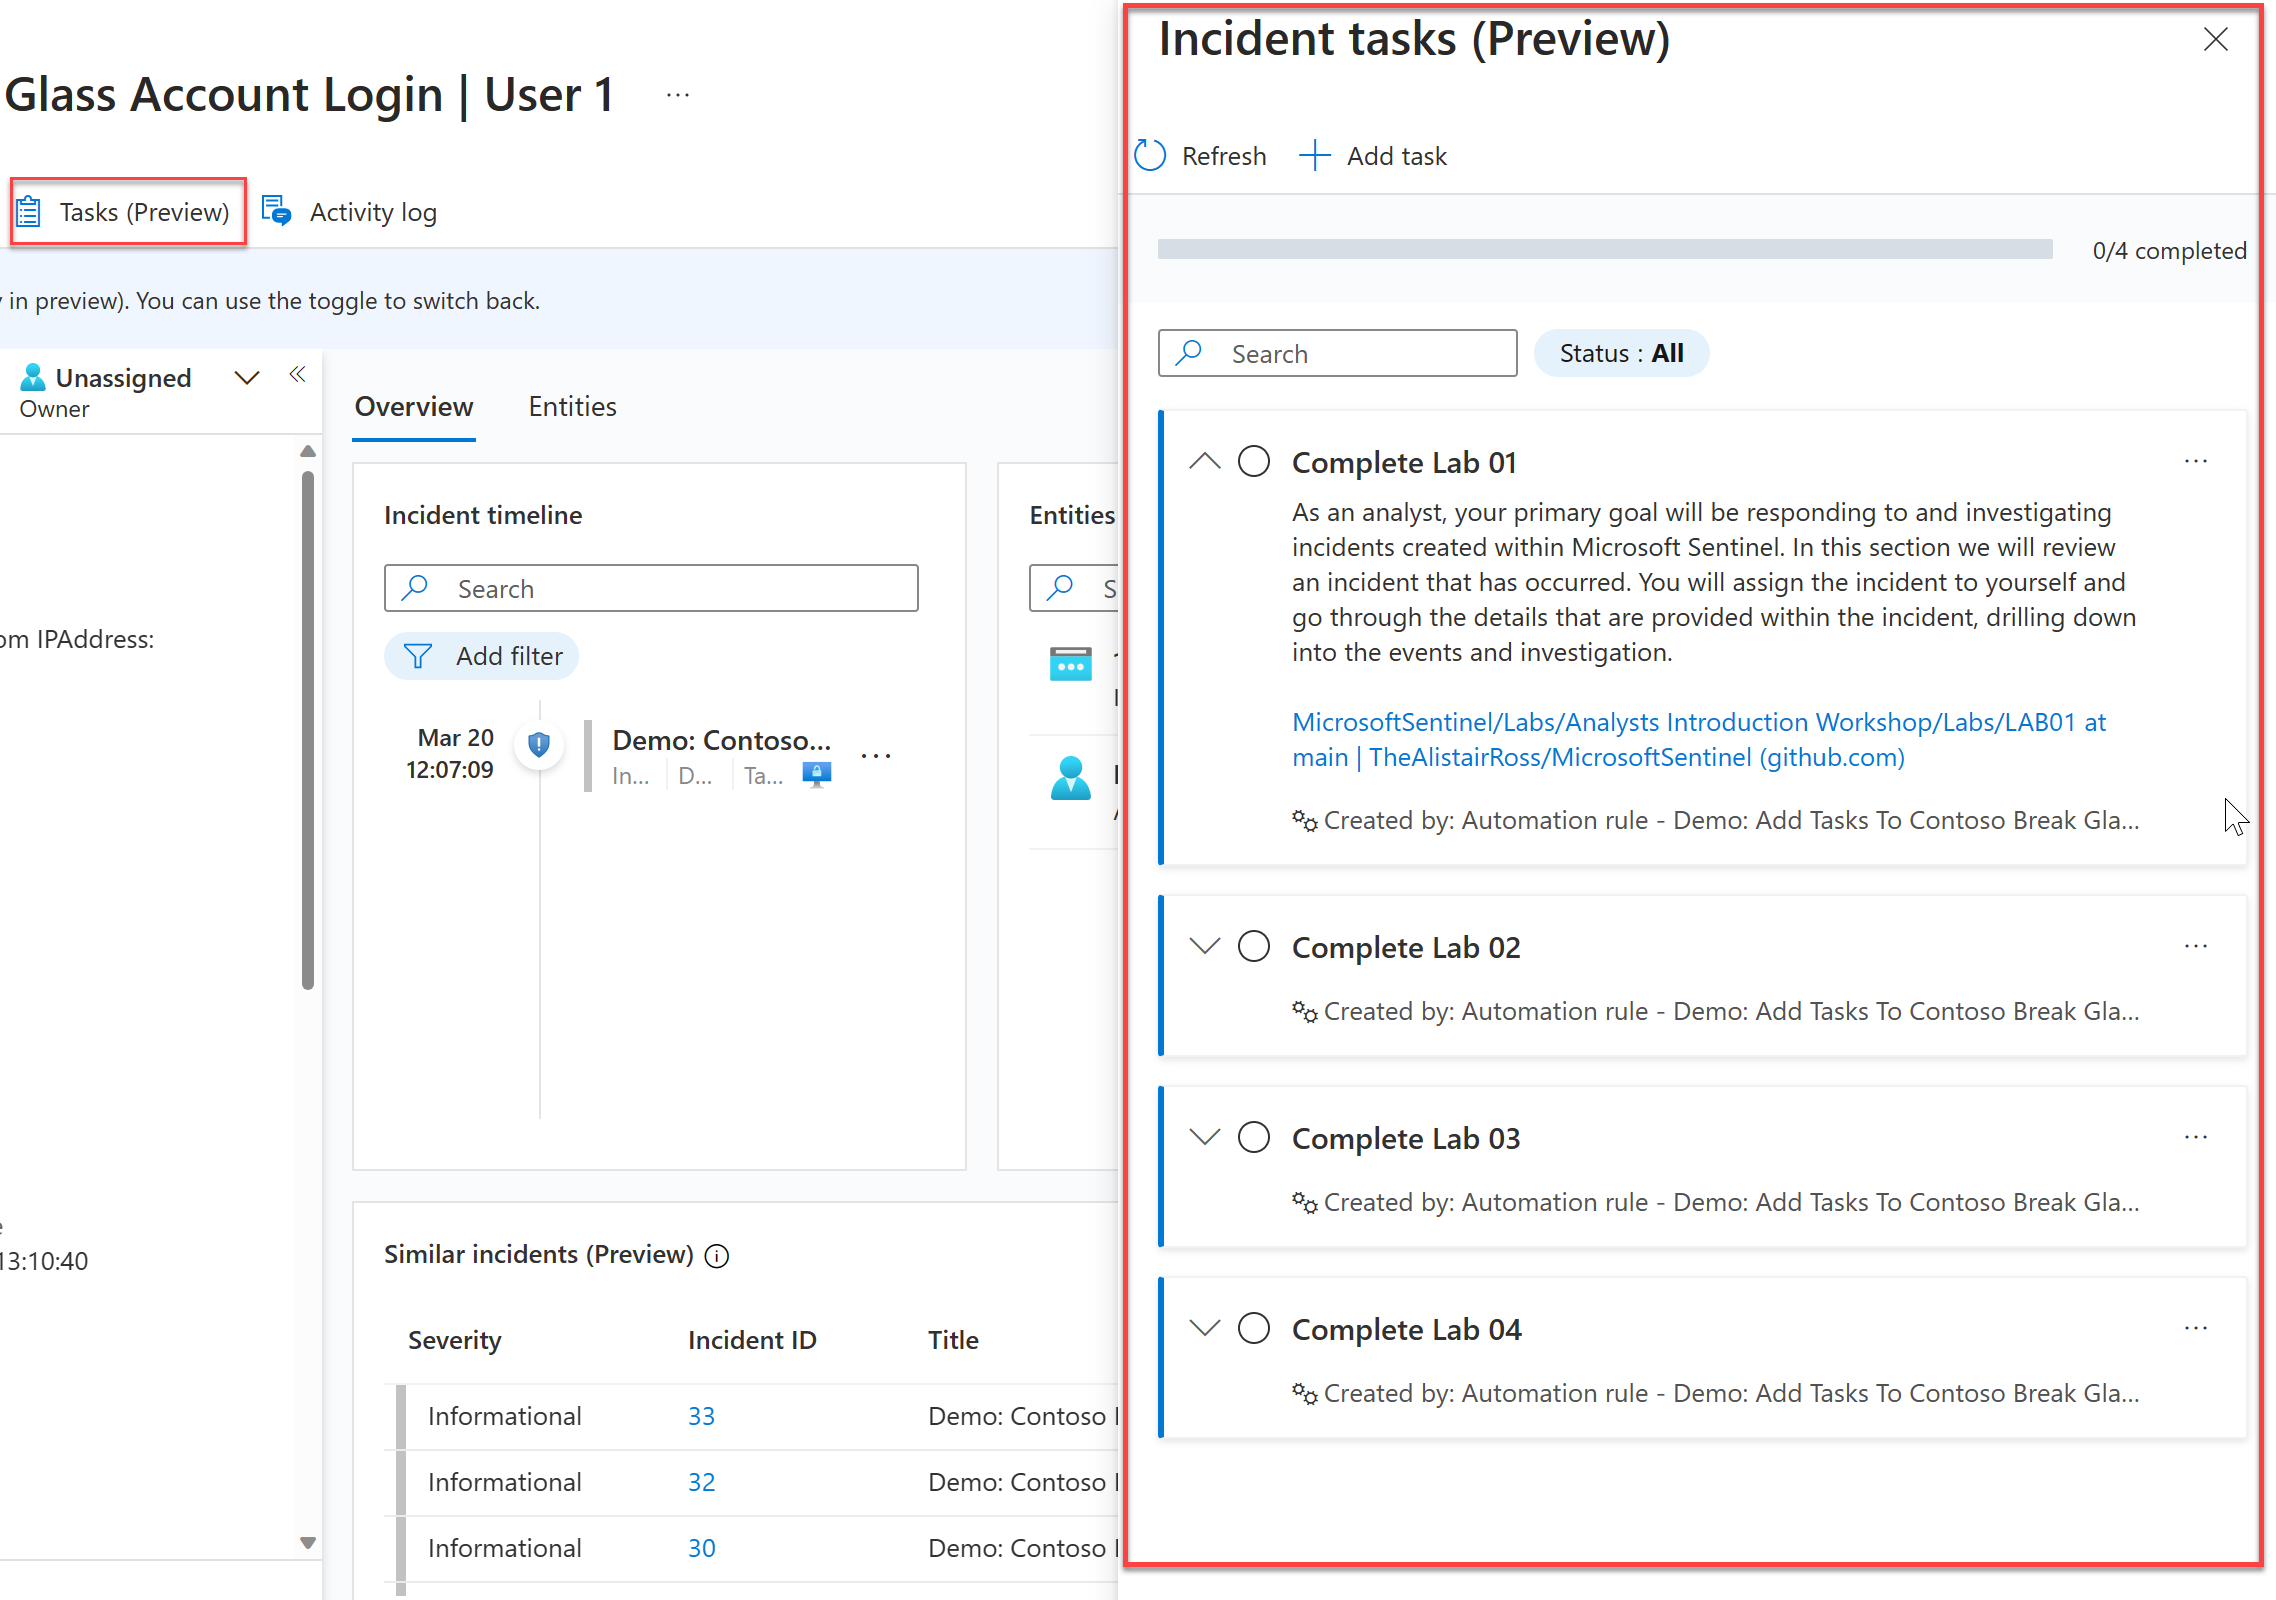 Glass Account Login | User 1 ···
Tasks (Preview)
Activity log
in preview). You can use the toggle to switch back.
Unassigned
Owner
IPAddress:
13:10:40
Overview
Entities
Incident timeline
Search
Add filter
Mar 20
12:07:09
Demo: Contoso...
In...
D...
Ta...
Entities
Similar incidents (Preview)
Severity Incident ID Title
Informational 33 Demo: Contoso
Informational 32 Demo: Contoso
Informational 30 Demo: Contoso
Incident tasks (Preview)
Refresh
Add task
0/4 completed
Search
Status : All
Complete Lab 01
As an analyst, your primary goal will be responding to and investigating
incidents created within Microsoft Sentinel. In this section we will review
an incident that has occurred. You will assign the incident to yourself and
go through the details that are provided within the incident, drilling down
into the events and investigation.
MicrosoftSentinel/Labs/Analysts Introduction Workshop/Labs/LAB01 at
main | TheAlistairRoss/MicrosoftSentinel (github.com)
Created by: Automation rule - Demo: Add Tasks To Contoso Break Gla...
Complete Lab 02
Created by: Automation rule - Demo: Add Tasks To Contoso Break Gla...
Complete Lab 03
Created by: Automation rule - Demo: Add Tasks To Contoso Break Gla...
Complete Lab 04
Created by: Automation rule - Demo: Add Tasks To Contoso Break Gla...